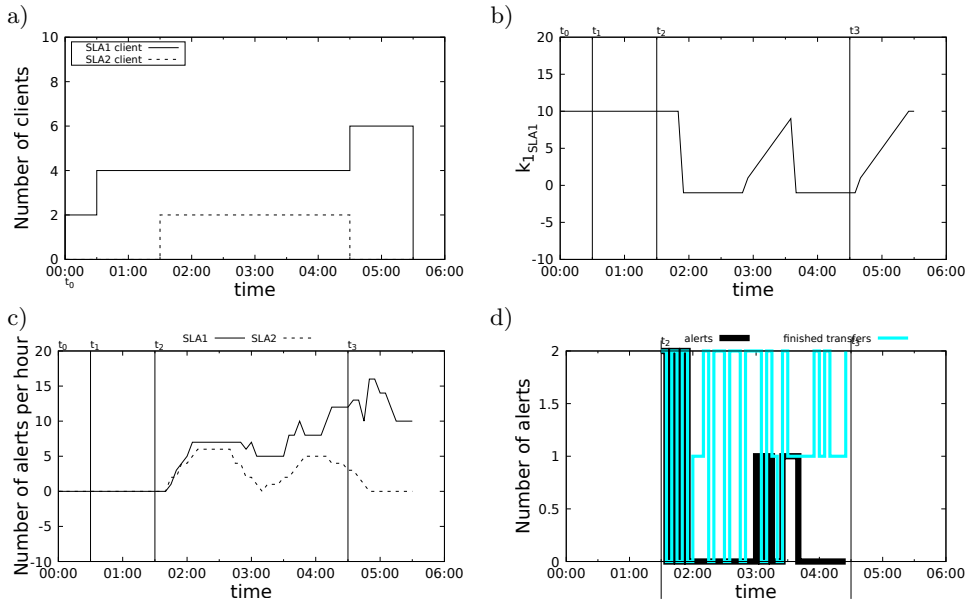 a)
SLA1 client
SLA2 client
10
8
6
4
2
0
Number of clients
00:00 01:00 02:00 03:00 04:00 05:00 06:00
t0
time
b)
t0 t1 t2 t3
20
15
10
5
0
-5
-10
k1SLA1
00:00 01:00 02:00 03:00 04:00 05:00 06:00
time
c)
SLA1 SLA2
t0 t1 t2 t3
20
15
10
5
0
-5
-10
Number of alerts per hour
00:00 01:00 02:00 03:00 04:00 05:00 06:00
time
d)
alerts finished transfers
t2 t3
2
1.5
1
0.5
0
Number of alerts
00:00 01:00 02:00 03:00 04:00 05:00 06:00
time